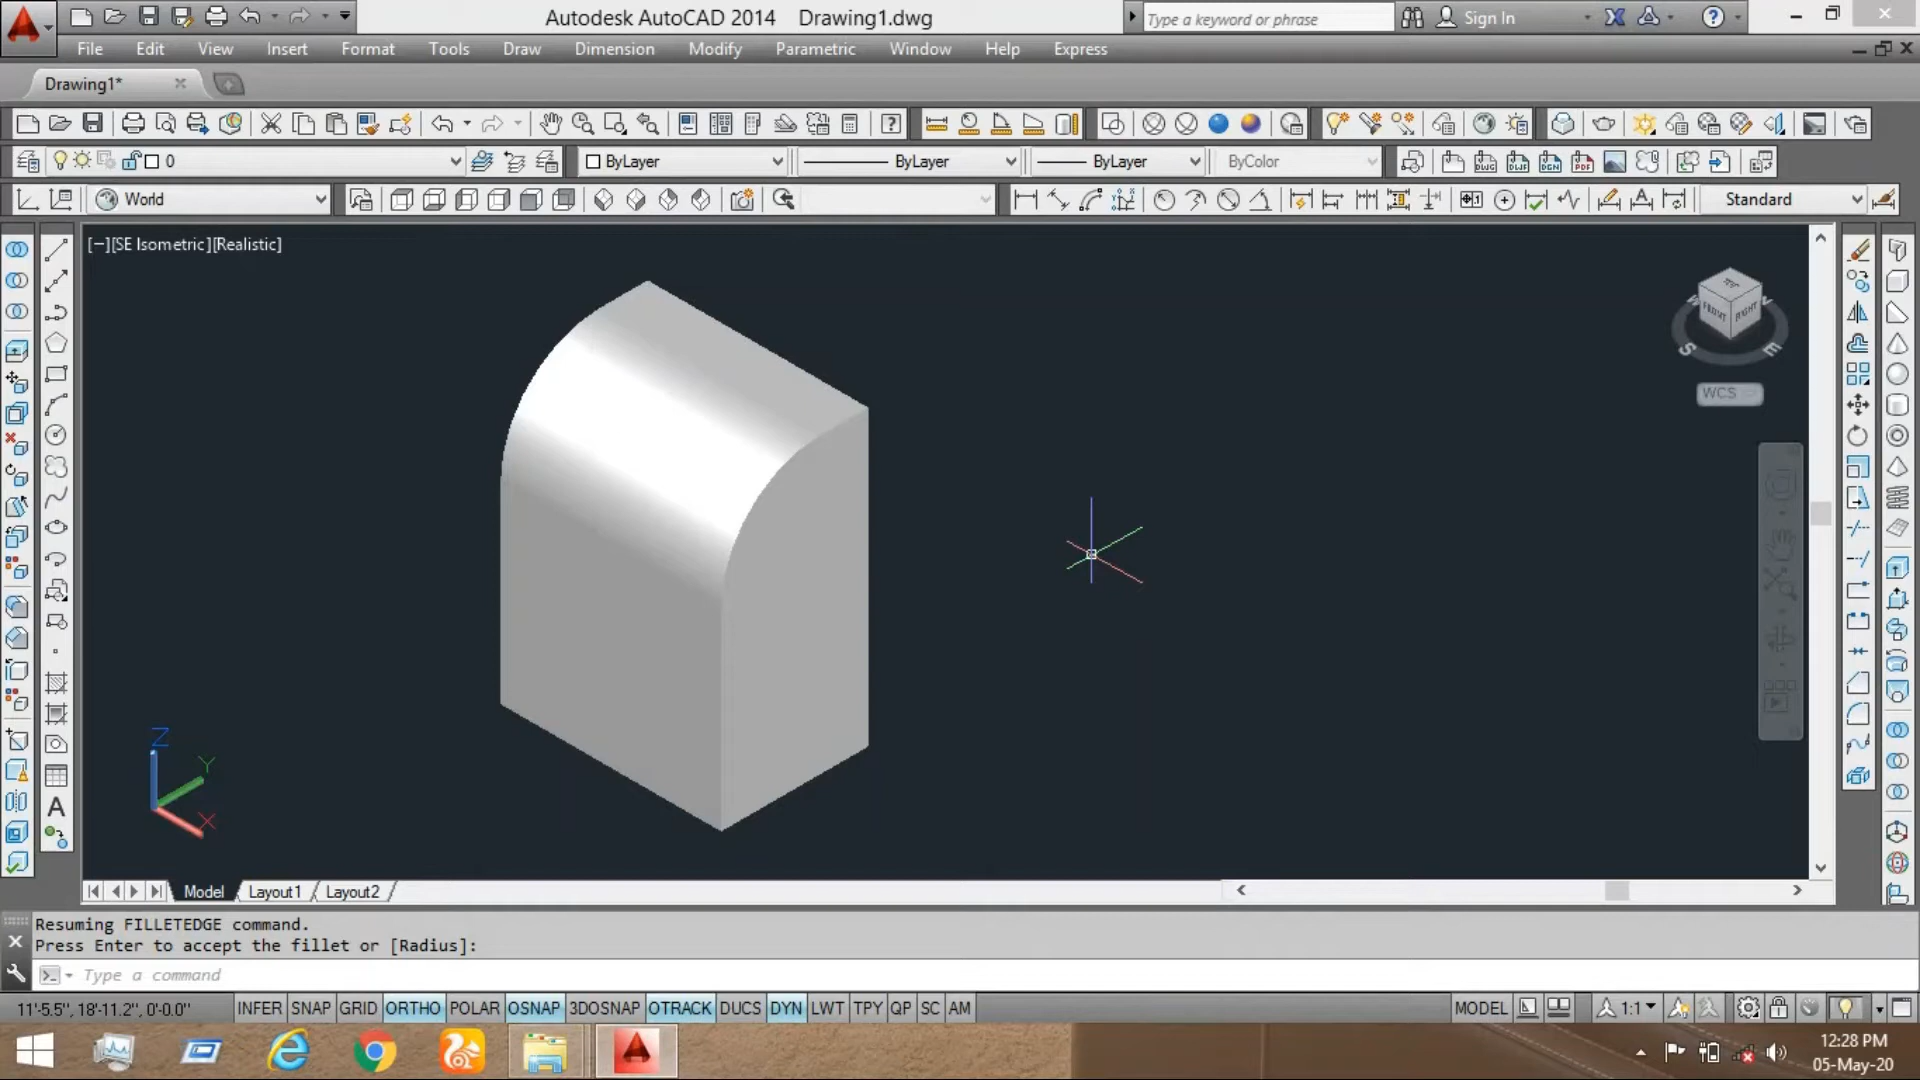 Autodesk AutoCAD 2014 Drawing1.dwg
Type a keyword or phrase
Sign In
File Edit View Insert Format Tools Draw Dimension Modify Parametric Window Help Express
Drawing1*
0
ByLayer
ByLayer
ByLayer
ByColor
World
Standard
[−][SE Isometric][Realistic]
FRONT RIGHT
S E
WCS
Z
Y
X
A
Model Layout1 Layout2
Resuming FILLETEDGE command.
Press Enter to accept the fillet or [Radius]:
Type a command
11'-5.5", 18'-11.2", 0'-0.0"
INFER SNAP GRID ORTHO POLAR OSNAP 3DOSNAP OTRACK DUCS DYN LWT TPY QP SC AM
MODEL
1:1
12:28 PM
05-May-20